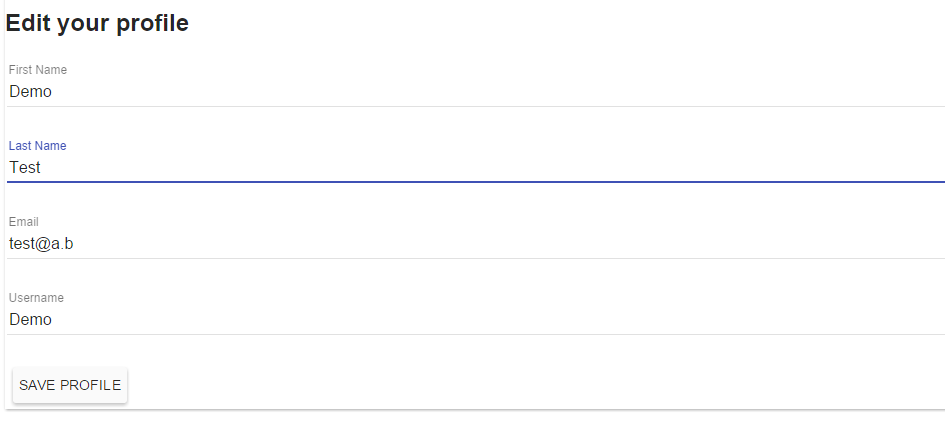 Edit your profile
First Name
Demo
Last Name
Test
Email
test@a.b
Username
Demo
SAVE PROFILE